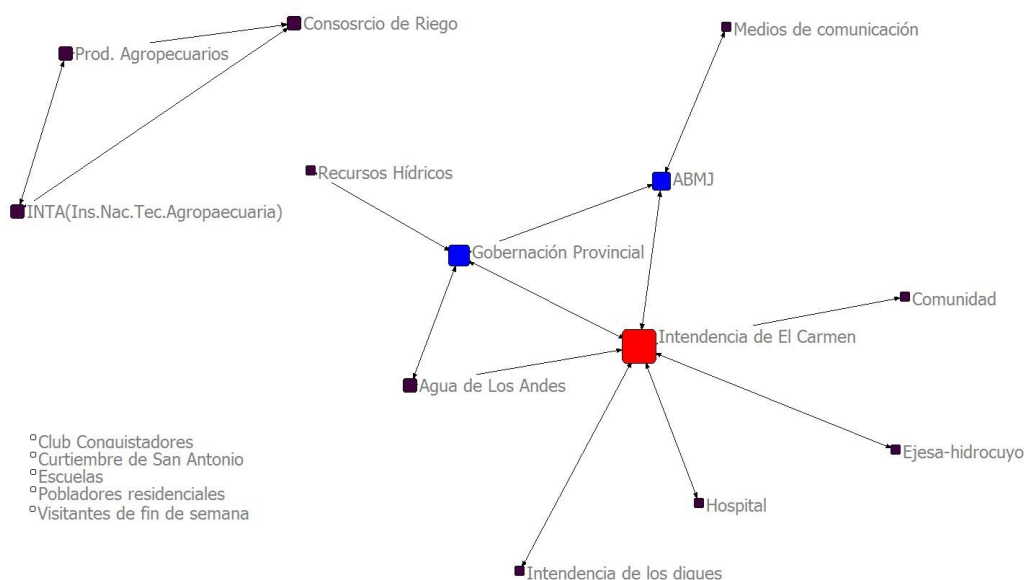 Consosrcio de Riego
Medios de comunicación
Prod. Agropecuarios
Recursos Hídricos
ABMJ
INTA(Ins.Nac.Tec.Agropaecuaria)
Gobernación Provincial
Comunidad
Intendencia de El Carmen
Agua de Los Andes
Club Conquistadores
Ejesa-hidrocuyo
Curtiembre de San Antonio
Escuelas
Pobladores residenciales
Hospital
Visitantes de fin de semana
Intendencia de los diques